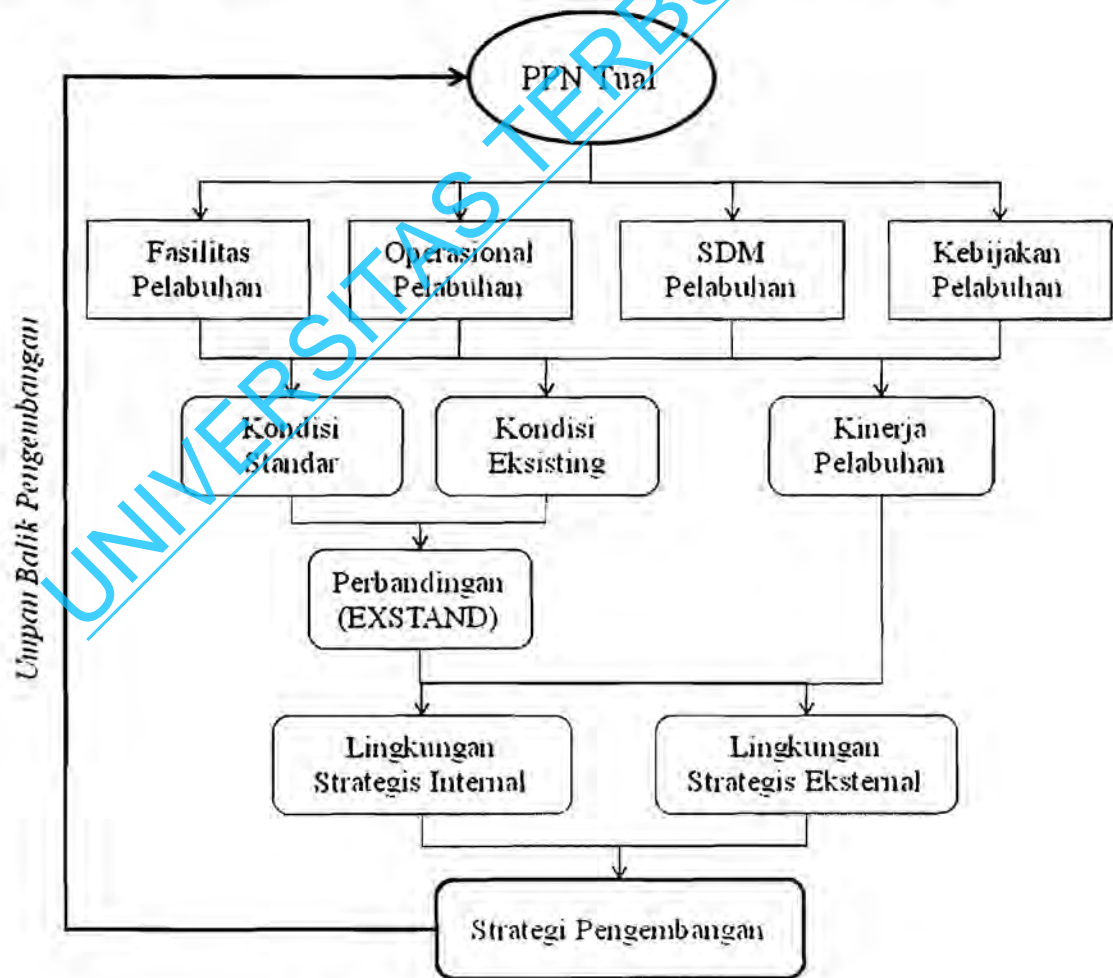 PPN Tual
Fasilitas
Pelabuhan
Operasional
Pelabuhan
SDM
Pelabuhan
Kebijakan
Pelabuhan
Kondisi
Standar
Kondisi
Eksisting
Kinerja
Pelabuhan
Perbandingan
(EXSTAND)
Lingkungan
Strategis Internal
Lingkungan
Strategis Eksternal
Strategi Pengembangan
Umpan Balik Pengembangan
UNIVERSITAS TERB